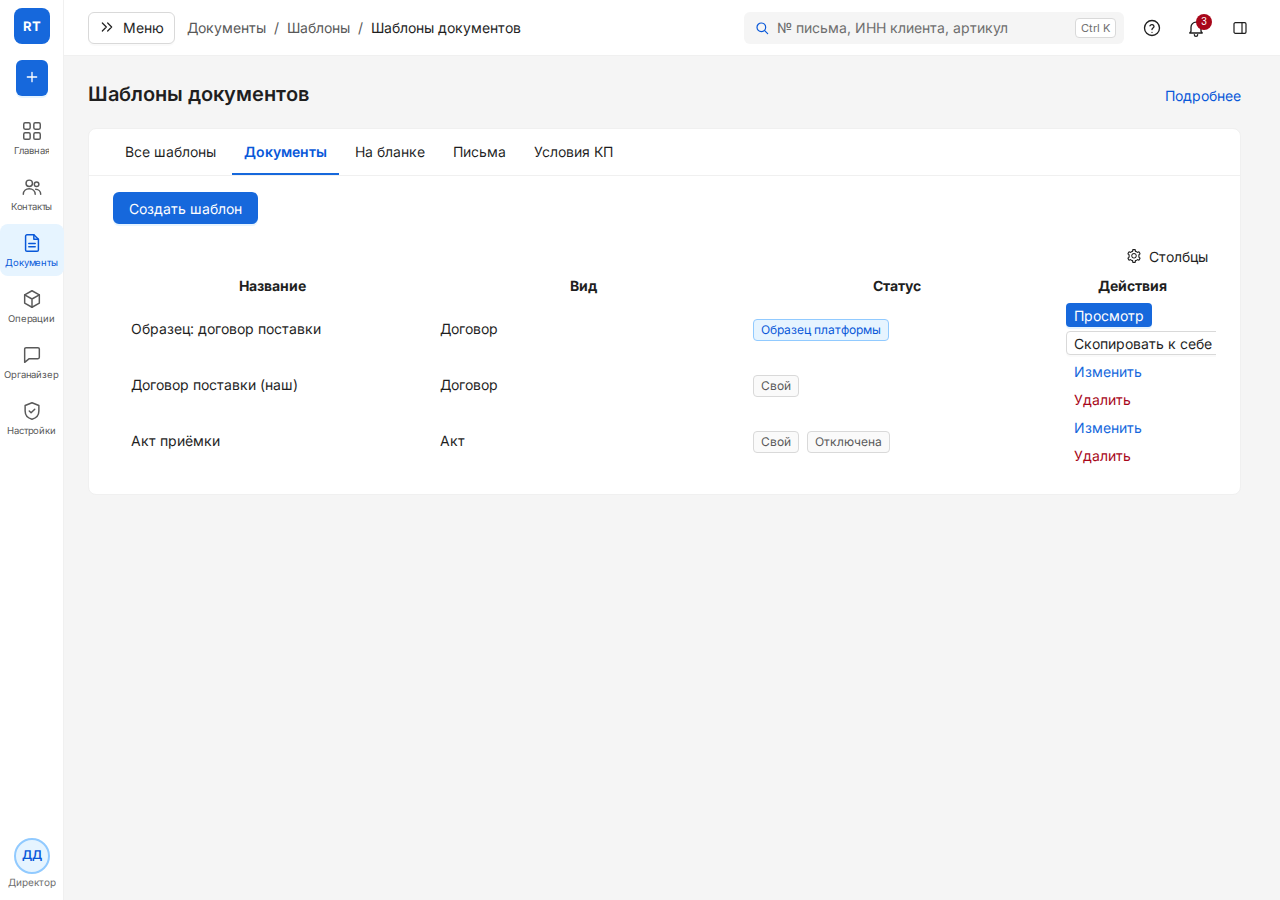 RT
Меню
Документы / Шаблоны / Шаблоны документов
№ письма, ИНН клиента, артикул
Ctrl K
3
+
Главная
Контакты
Документы
Операции
Органайзер
Настройки
ДД
Директор
Шаблоны документов
Подробнее
Все шаблоны Документы На бланке Письма Условия КП
Создать шаблон
Столбцы
Название Вид Статус Действия
Образец: договор поставки Договор Образец платформы Просмотр
Скопировать к себе
Договор поставки (наш) Договор Свой Изменить
Удалить
Акт приёмки Акт Свой Отключена Изменить
Удалить